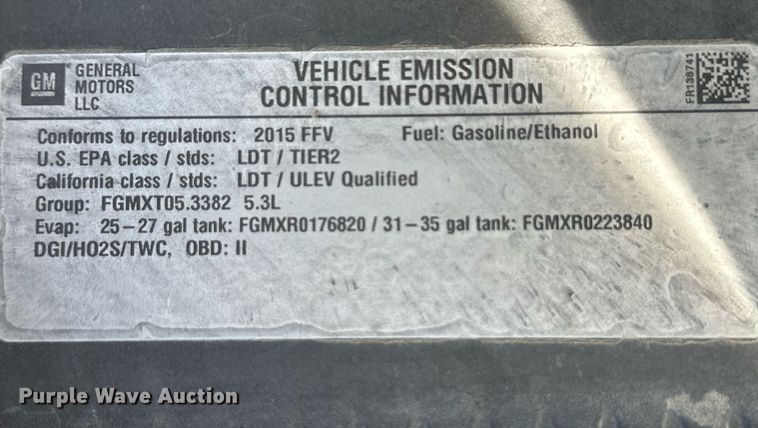 GM GENERAL MOTORS LLC
VEHICLE EMISSION
CONTROL INFORMATION
FR138741
Conforms to regulations: 2015 FFV Fuel: Gasoline/Ethanol
U.S. EPA class / stds: LDT / TIER2
California class / stds: LDT / ULEV Qualified
Group: FGMXT05.3382 5.3L
Evap: 25-27 gal tank: FGMXR0176820 / 31-35 gal tank: FGMXR0223840
DGI/HO2S/TWC, OBD: II
Purple Wave Auction